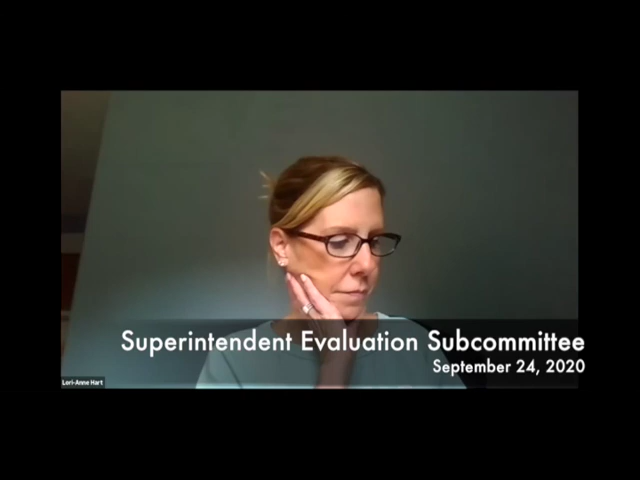 Superintendent Evaluation Subcommittee
September 24, 2020
Lori-Anne Hart